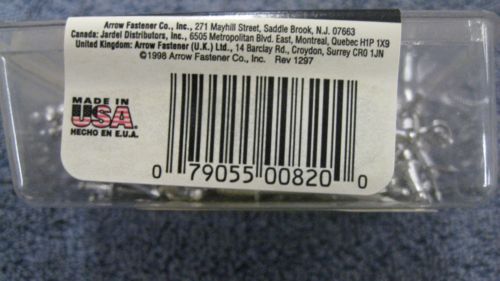 Arrow Fastener Co., Inc., 271 Mayhill Street, Saddle Brook, N.J. 07663
Canada: Jardel Distributors, Inc., 6505 Metropolitan Blvd. East, Montreal, Quebec H1P 1X9
United Kingdom: Arrow Fastener (U.K.) Ltd., 14 Barclay Rd., Croydon, Surrey CR0 1JN
©1998 Arrow Fastener Co., Inc. Rev 1297
MADE IN
USA
HECHO EN E.U.A.
0 79055 00820 0